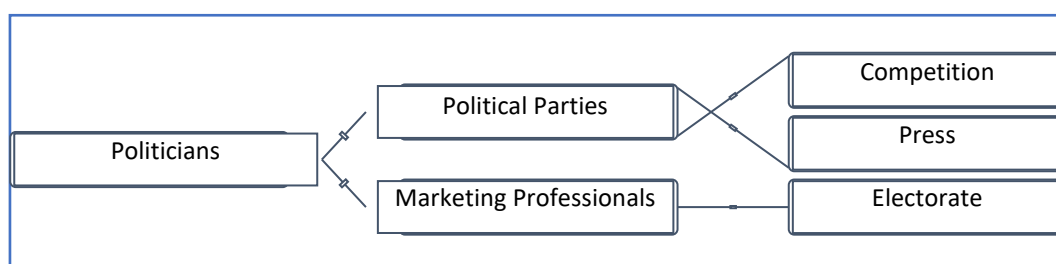 Politicians
Political Parties
Marketing Professionals
Competition
Press
Electorate